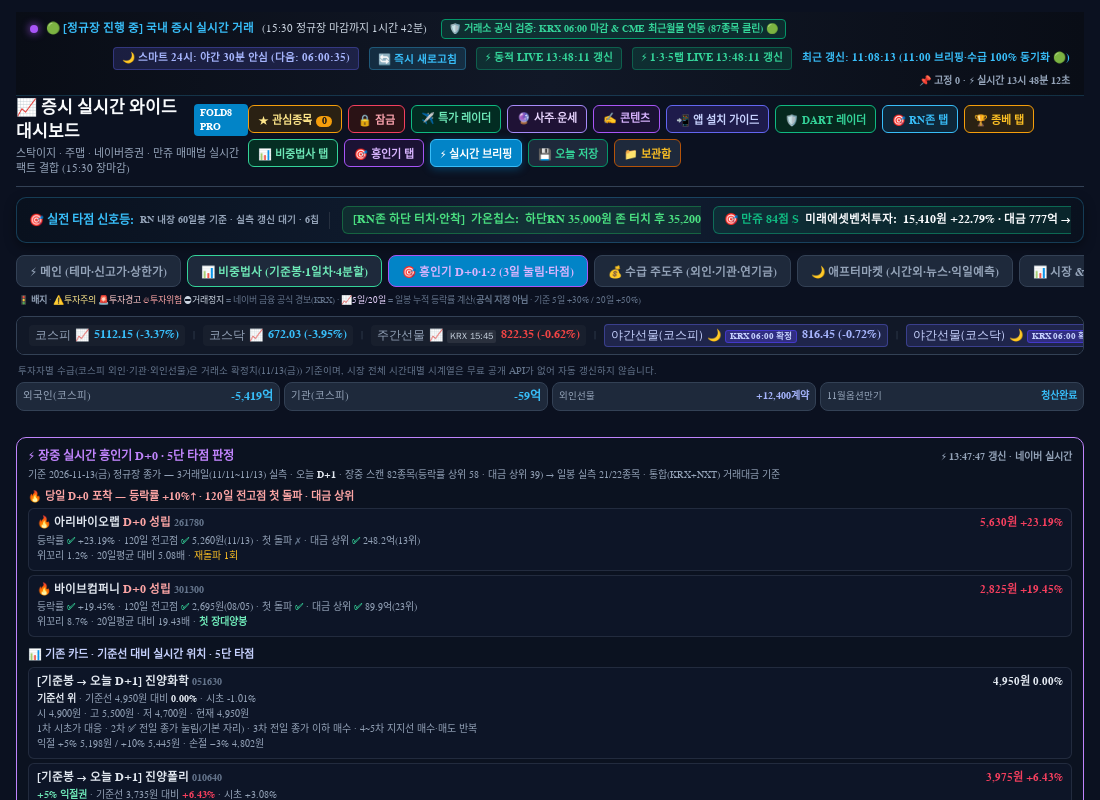 🟢 [정규장 진행 중] 국내 증시 실시간 거래 (15:30 정규장 마감까지 1시간 42분) 🛡️ 거래소 공식 검증: KRX 06:00 마감 & CME 최근월물 연동 (87종목 클린) 🟢
🌙 스마트 24시: 야간 30분 안심 (다음: 06:00:35) 🔄 즉시 새로고침 ⚡ 동적 LIVE 13:48:11 갱신 ⚡ 1·3·5탭 LIVE 13:48:11 갱신 최근 갱신: 11:08:13 (11:00 브리핑·수급 100% 동기화 🟢)
📌 고정 0 · ⚡ 실시간 13시 48분 12초
📈 증시 실시간 와이드 대시보드
FOLD8 PRO
스탁이지 · 주맵 · 네이버증권 · 만쥬 매매법 실시간 팩트 결합 (15:30 장마감)
★ 관심종목 0 🔒 잠금 ✈️ 특가 레이더 🔮 사주·운세 ✍️ 콘텐츠 📲 앱 설치 가이드 🛡️ DART 레이더 🎯 RN존 탭 🏆 종베 탭
📊 비중법사 탭 🎯 홍인기 탭 ⚡ 실시간 브리핑 💾 오늘 저장 📁 보관함
🎯 실전 타점 신호등: RN 내장 60일봉 기준 · 실측 갱신 대기 · 6칩 [RN존 하단 터치·안착] 가온칩스: 하단RN 35,000원 존 터치 후 35,200 🎯 만쥬 84점 S 미래에셋벤처투자: 15,410원 +22.79% · 대금 777억 →
⚡ 메인 (테마·신고가·상한가) 📊 비중법사 (기준봉·1일차·4분할) 🎯 홍인기 D+0·1·2 (3일 눌림·타점) 💰 수급 주도주 (외인·기관·연기금) 🌙 애프터마켓 (시간외·뉴스·익일예측) 📊 시장 &
🚦 배지 · ⚠️투자주의 🚨투자경고 ⛔투자위험 ⛔거래정지 = 네이버 금융 공식 경보(KRX) · 📈5일/20일 = 일봉 누적 등락률 계산(공식 지정 아님 · 기준 5일 +30% / 20일 +50%)
코스피 📈 5112.15 (-3.37%) | 코스닥 📈 672.03 (-3.95%) | 주간선물 📈 KRX 15:45 822.35 (-0.62%) | 야간선물(코스피) 🌙 KRX 06:00 확정 816.45 (-0.72%) | 야간선물(코스닥) 🌙 KRX 06:00
투자자별 수급(코스피 외인·기관·외인선물)은 거래소 확정치(11/13(금)) 기준이며, 시장 전체 시간대별 시계열은 무료 공개 API가 없어 자동 갱신하지 않습니다.
외국인(코스피) -5,419억 기관(코스피) -59억 외인선물 +12,400계약 11월옵션만기 청산완료
⚡ 장중 실시간 홍인기 D+0 · 5단 타점 판정 ⚡ 13:47:47 갱신 · 네이버 실시간
기준 2026-11-13(금) 정규장 종가 — 3거래일(11/11~11/13) 실측 · 오늘 D+1 · 장중 스캔 82종목(등락률 상위 58 · 대금 상위 39) → 일봉 실측 21/22종목 · 통합(KRX+NXT) 거래대금 기준
🔥 당일 D+0 포착 — 등락률 +10%↑ · 120일 전고점 첫 돌파 · 대금 상위
🔥 아리바이오랩 D+0 성립 261780 5,630원 +23.19%
등락률 ✅ +23.19% · 120일 전고점 ✅ 5,260원(11/13) · 첫 돌파 ✗ · 대금 상위 ✅ 248.2억(13위)
위꼬리 1.2% · 20일평균 대비 5.08배 · 재돌파 1회
🔥 바이브컴퍼니 D+0 성립 301300 2,825원 +19.45%
등락률 ✅ +19.45% · 120일 전고점 ✅ 2,695원(08/05) · 첫 돌파 ✅ · 대금 상위 ✅ 89.9억(23위)
위꼬리 8.7% · 20일평균 대비 19.43배 · 첫 장대양봉
📊 기존 카드 · 기준선 대비 실시간 위치 · 5단 타점
[기준봉 → 오늘 D+1] 진양화학 051630 4,950원 0.00%
기준선 위 · 기준선 4,950원 대비 0.00% · 시초 -1.01%
시 4,900원 · 고 5,500원 · 저 4,700원 · 현재 4,950원
1차 시초가 대응 · 2차 ✅ 전일 종가 눌림(기본 자리) · 3차 전일 종가 이하 매수 · 4~5차 지지선 매수·매도 반복
익절 +5% 5,198원 / +10% 5,445원 · 손절 -3% 4,802원
[기준봉 → 오늘 D+1] 진양폴리 010640 3,975원 +6.43%
+5% 익절권 · 기준선 3,735원 대비 +6.43% · 시초 +3.08%